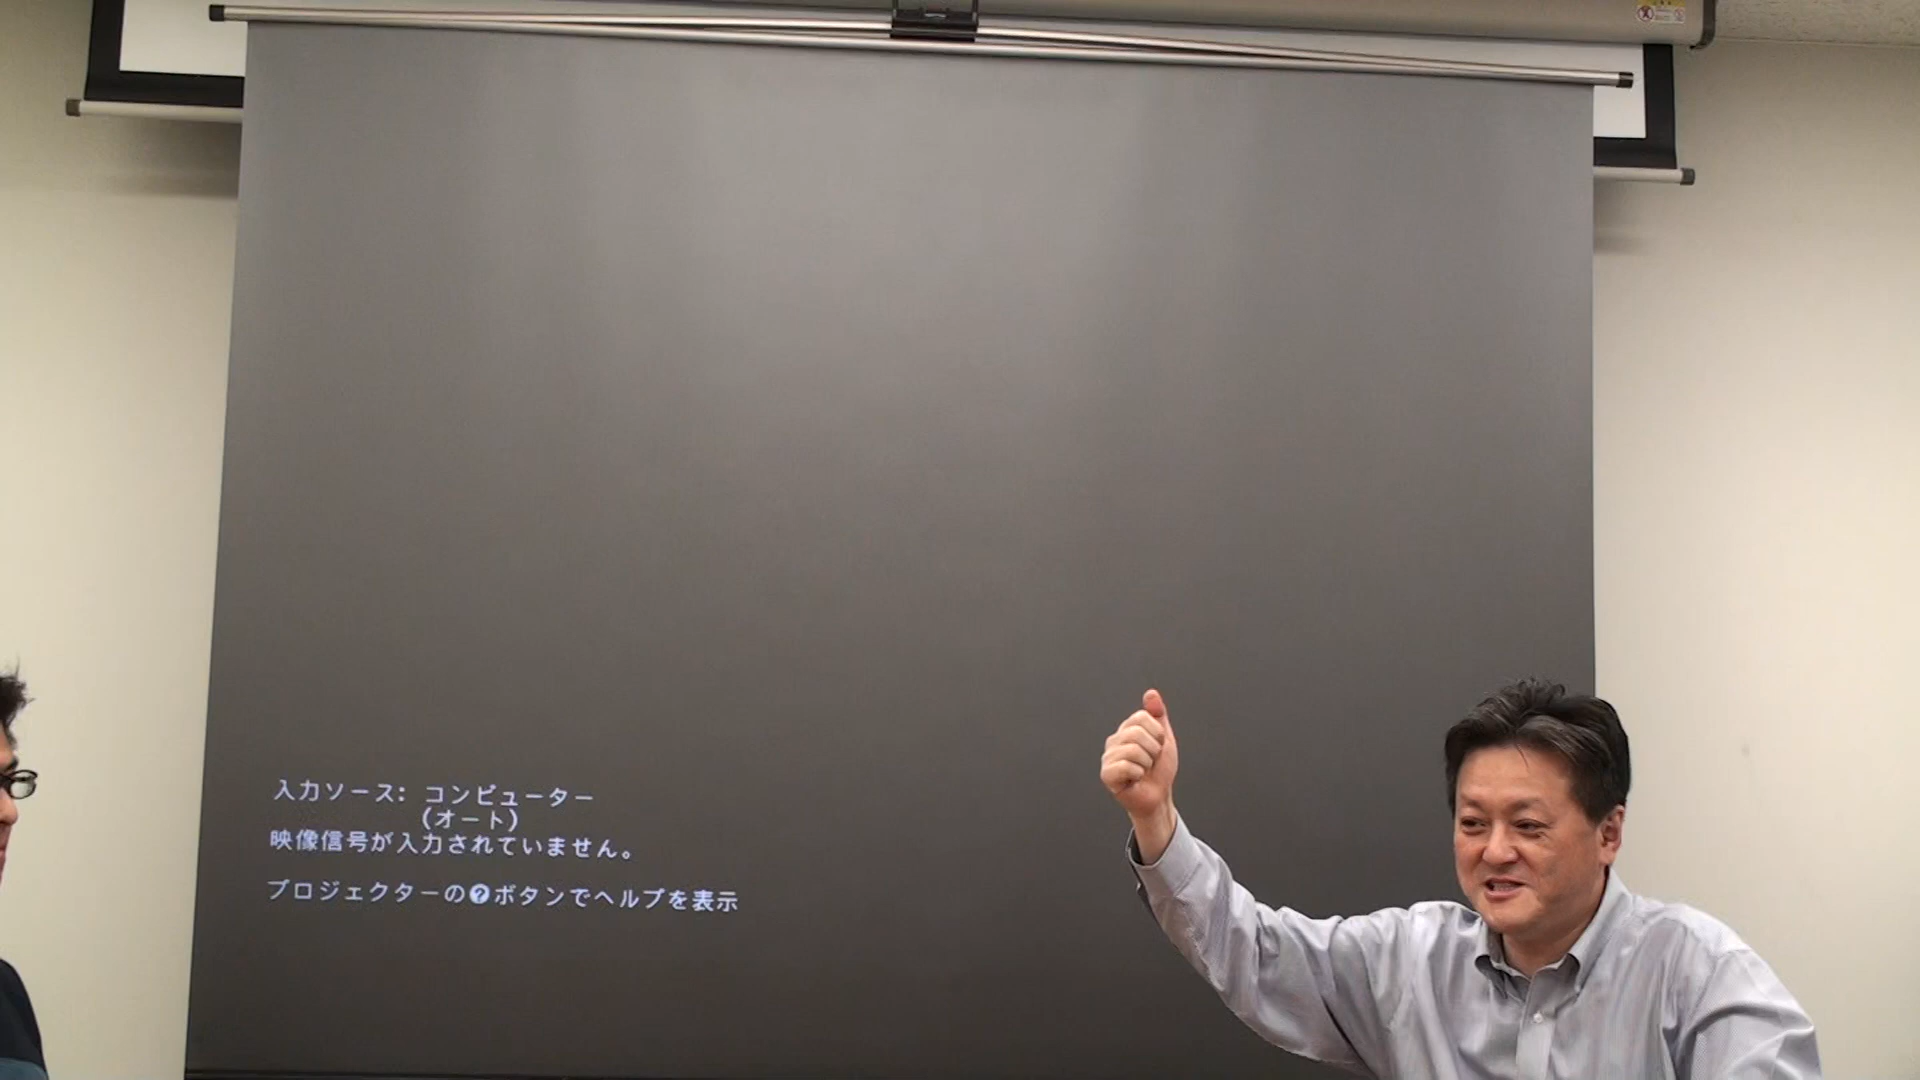 入力ソース: コンピューター
(オート)
映像信号が入力されていません。
プロジェクターの?ボタンでヘルプを表示